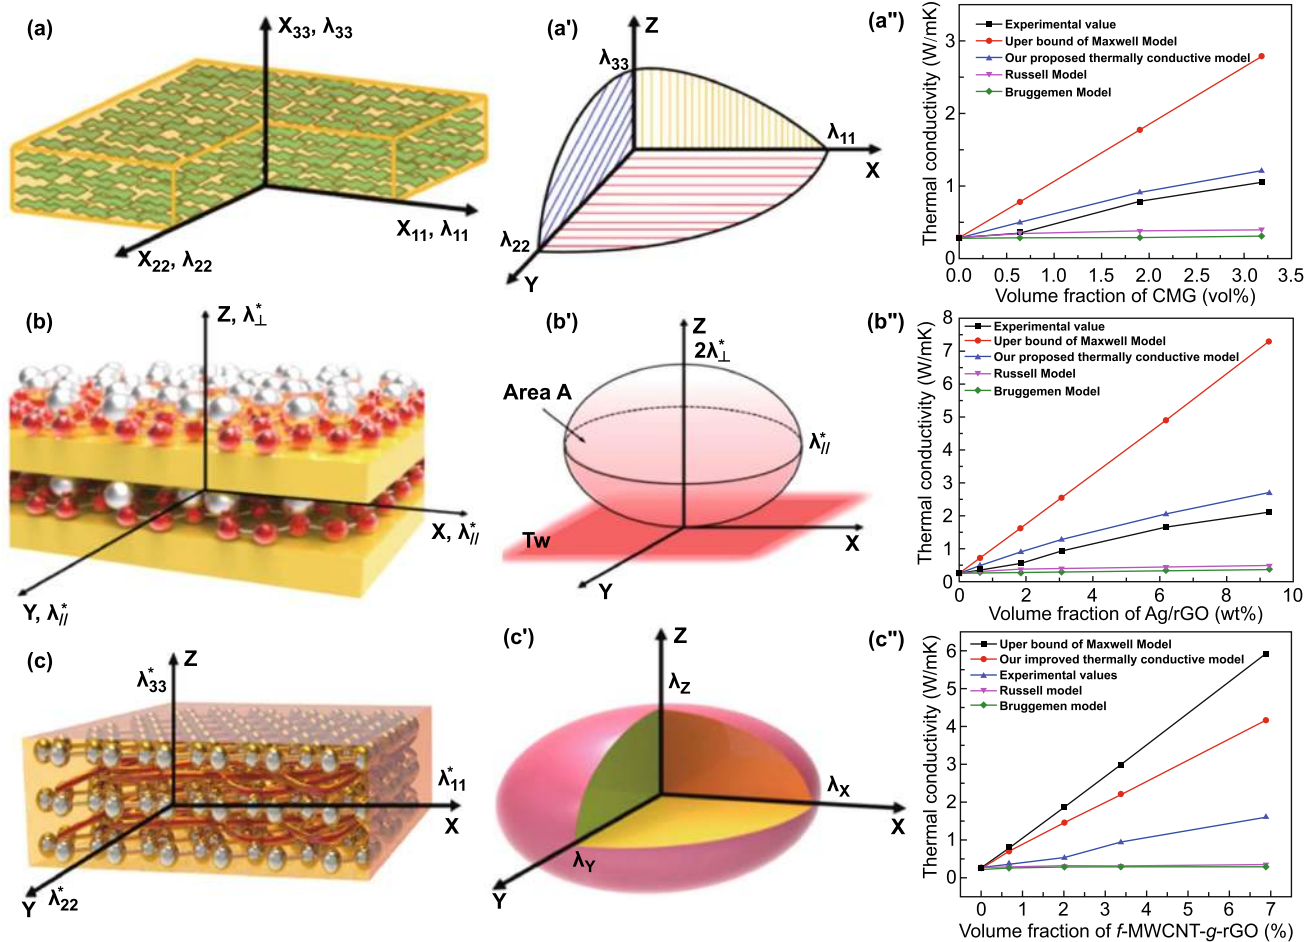 (a)
X33, λ33
X11, λ11
X22, λ22
(a')
Z
λ33
λ11
X
λ22
Y
(a'')
Thermal conductivity (W/mK)
3
2
1
0
Experimental value
Uper bound of Maxwell Model
Our proposed thermally conductive model
Russell Model
Bruggemen Model
0.0 0.5 1.0 1.5 2.0 2.5 3.0 3.5
Volume fraction of CMG (vol%)
(b)
Z, λ*⊥
X, λ*//
Y, λ*//
(b')
Z
2λ*⊥
Area A
λ*//
Tw
X
Y
(b'')
Thermal conductivity (W/mK)
8
7
6
5
4
3
2
1
0
Experimental value
Uper bound of Maxwell Model
Our proposed thermally conductive model
Russell Model
Bruggemen Model
0 2 4 6 8 10
Volume fraction of Ag/rGO (wt%)
(c)
Z
λ*33
λ*11
X
Y
λ*22
(c')
Z
λZ
λX
X
λY
Y
(c'')
Thermal conductivity (W/mK)
6
5
4
3
2
1
0
Uper bound of Maxwell Model
Our improved thermally conductive model
Experimental values
Russell model
Bruggemen model
0 1 2 3 4 5 6 7
Volume fraction of f-MWCNT-g-rGO (%)